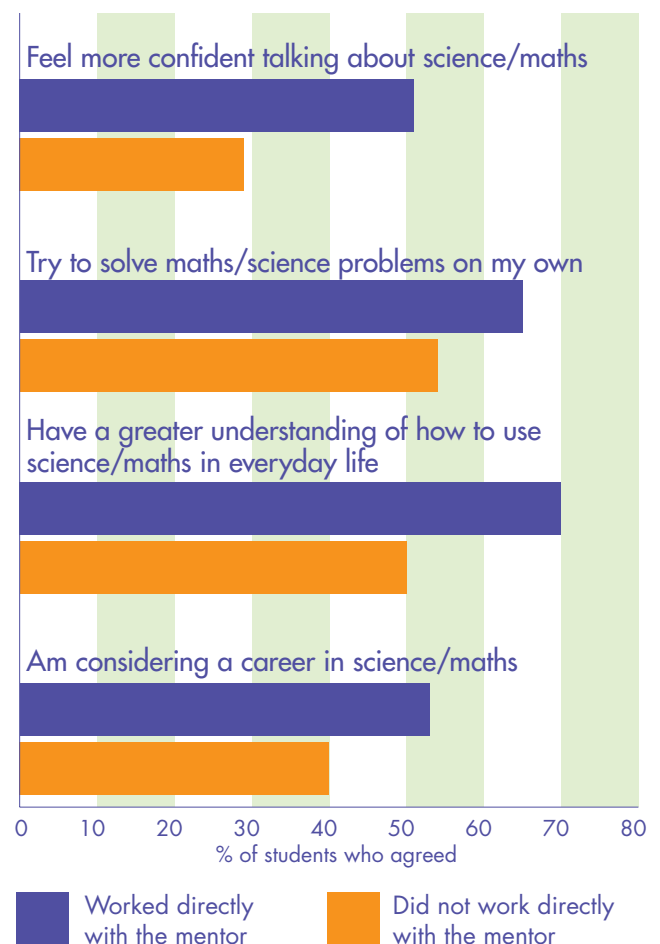 Feel more confident talking about science/maths
Try to solve maths/science problems on my own
Have a greater understanding of how to use
science/maths in everyday life
Am considering a career in science/maths
0 10 20 30 40 50 60 70 80
% of students who agreed
Worked directly
with the mentor
Did not work directly
with the mentor